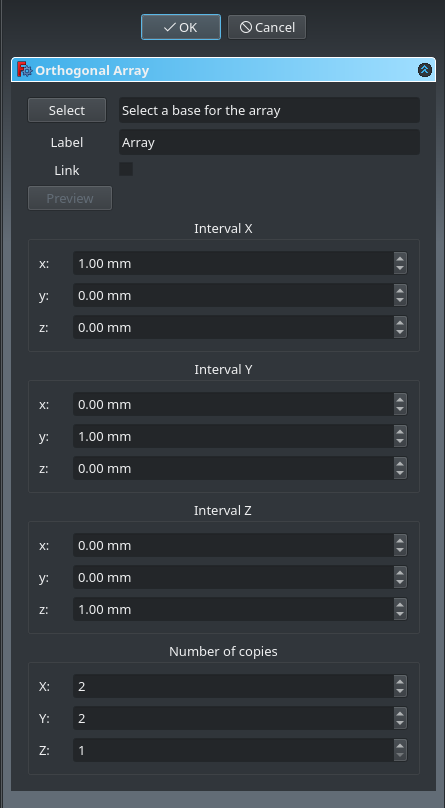 OK Cancel
Orthogonal Array
Select Select a base for the array
Label Array
Link
Preview
Interval X
x: 1.00 mm
y: 0.00 mm
z: 0.00 mm
Interval Y
x: 0.00 mm
y: 1.00 mm
z: 0.00 mm
Interval Z
x: 0.00 mm
y: 0.00 mm
z: 1.00 mm
Number of copies
X: 2
Y: 2
Z: 1